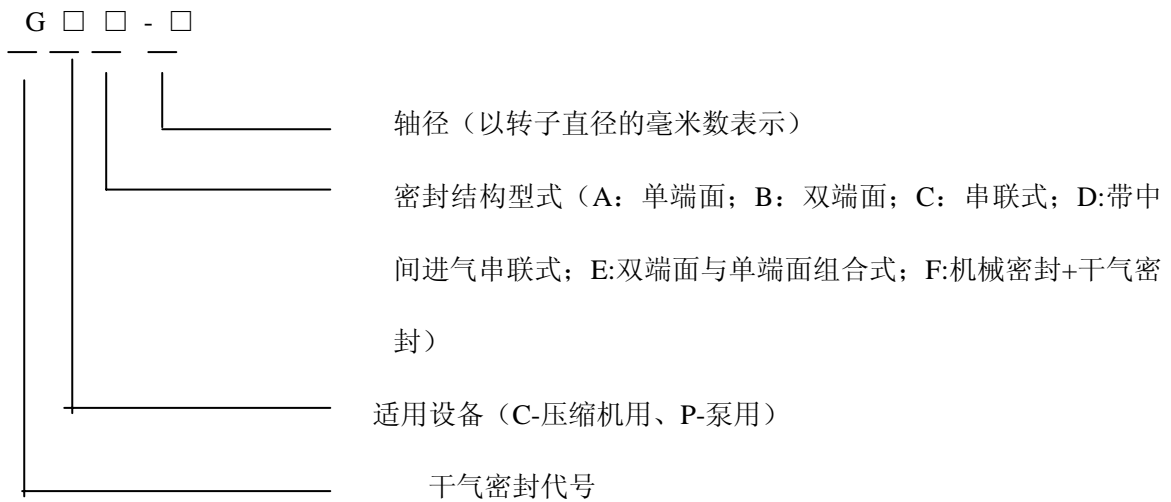 G □ □ - □
轴径（以转子直径的毫米数表示）
密封结构型式（A：单端面；B：双端面；C：串联式；D:带中
间进气串联式；E:双端面与单端面组合式；F:机械密封+干气密
封）
适用设备（C-压缩机用、P-泵用）
干气密封代号